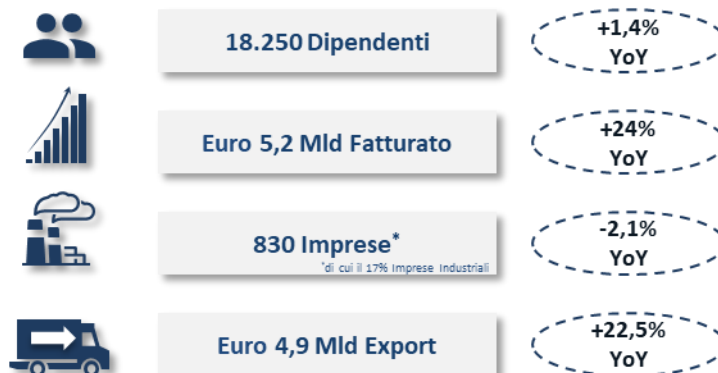 18.250 Dipendenti
+1,4%
YoY
Euro 5,2 Mld Fatturato
+24%
YoY
830 Imprese*
*di cui il 17% Imprese Industriali
-2,1%
YoY
Euro 4,9 Mld Export
+22,5%
YoY